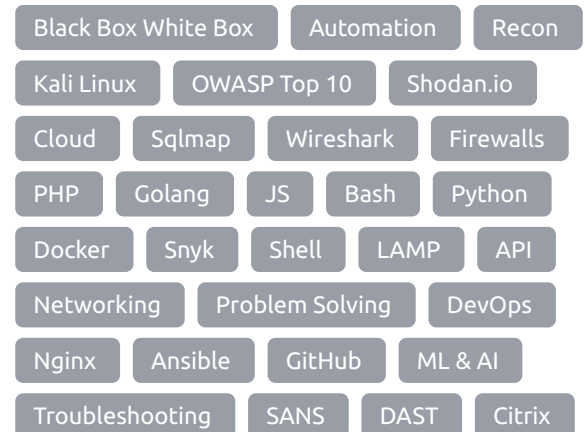 Black Box White Box Automation Recon
Kali Linux OWASP Top 10 Shodan.io
Cloud Sqlmap Wireshark Firewalls
PHP Golang JS Bash Python
Docker Snyk Shell LAMP API
Networking Problem Solving DevOps
Nginx Ansible GitHub ML & AI
Troubleshooting SANS DAST Citrix